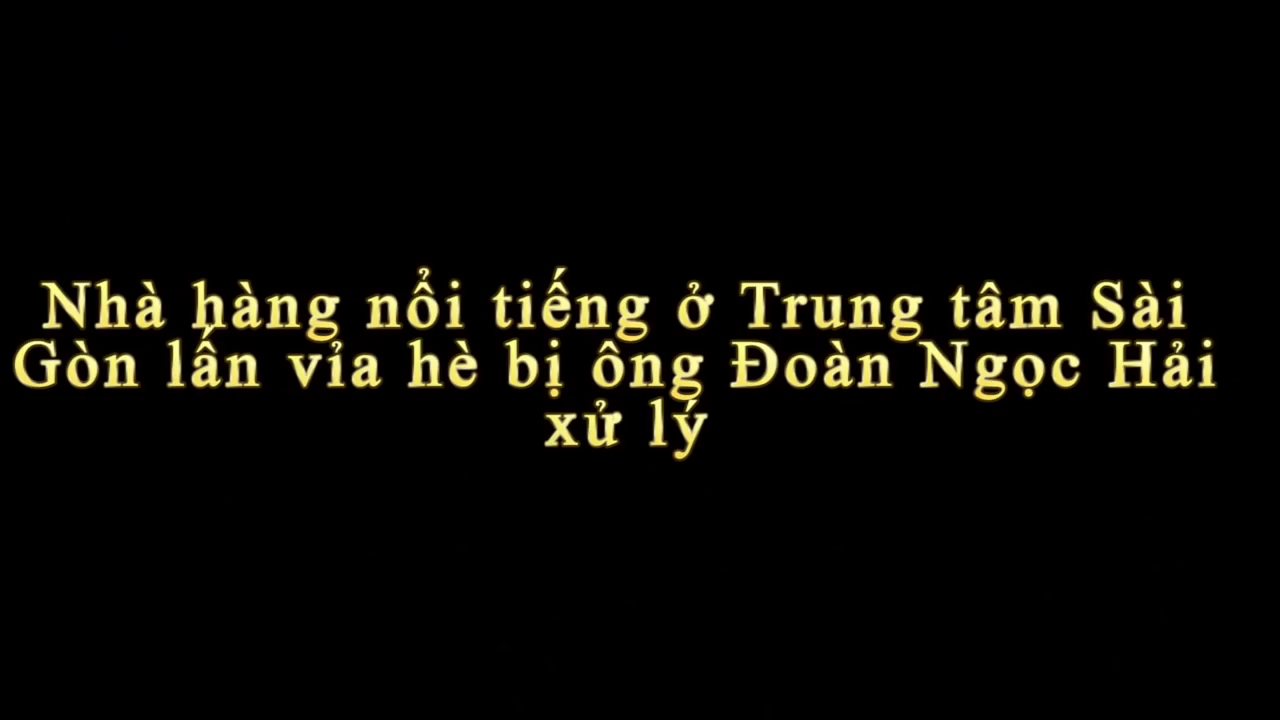 Nhà hàng nổi tiếng ở Trung tâm Sài
Gòn lấn vỉa hè bị ông Đoàn Ngọc Hải
xử lý